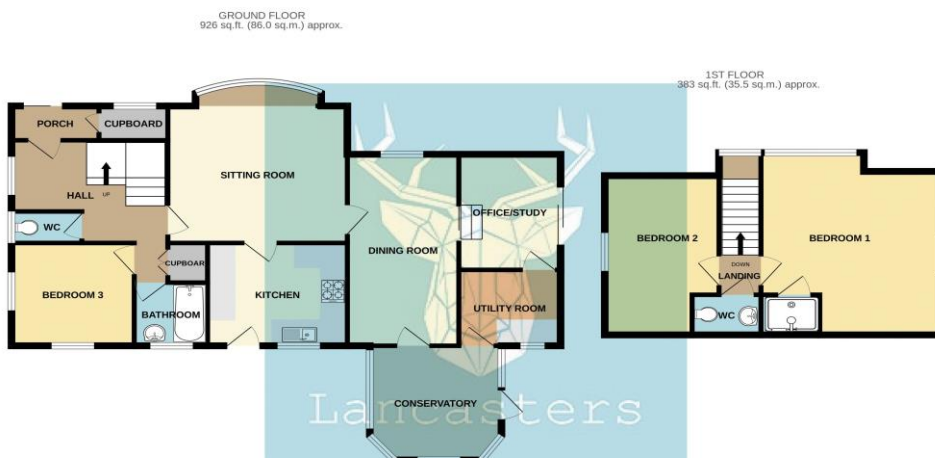 GROUND FLOOR
926 sq.ft. (86.0 sq.m.) approx.
1ST FLOOR
383 sq.ft. (35.5 sq.m.) approx.
PORCH
CUPBOARD
SITTING ROOM
HALL
UP
WC
OFFICE/STUDY
DINING ROOM
CUPBOAR
BEDROOM 3
KITCHEN
BATHROOM
UTILITY ROOM
CONSERVATORY
BEDROOM 2
BEDROOM 1
DOWN
LANDING
WC
Lancasters